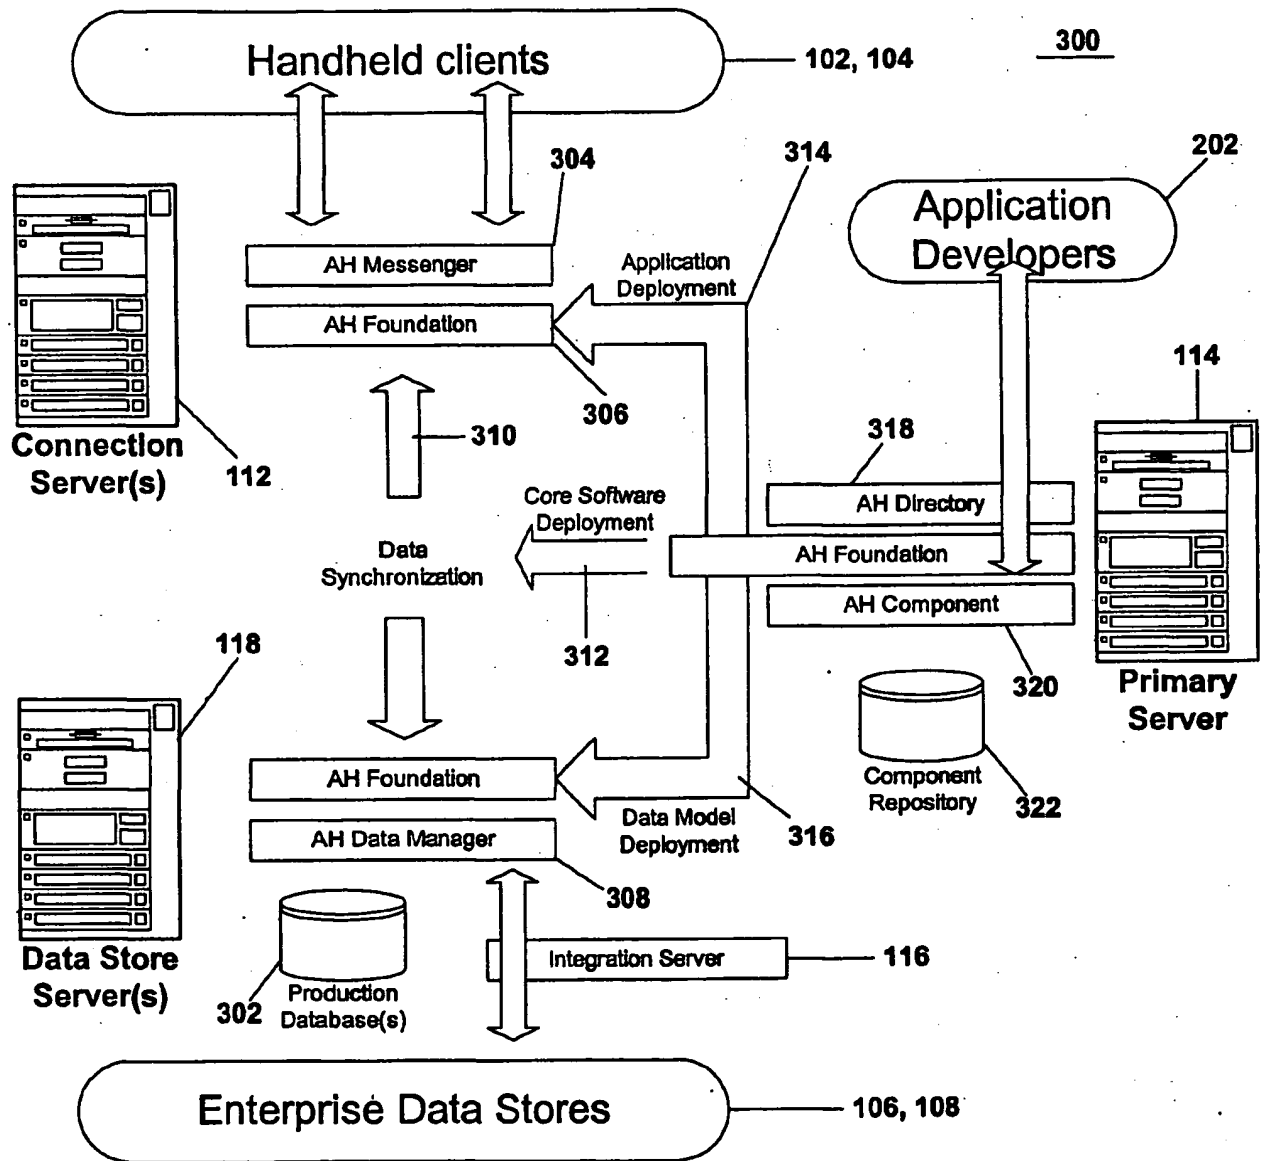 Handheld clients
102, 104
300
304
314
202
Application
Developers
AH Messenger
Application
Deployment
AH Foundation
306
114
Connection
Server(s)
112
310
318
Core Software
Deployment
AH Directory
AH Foundation
AH Component
Data
Synchronization
312
118
320
Primary
Server
AH Foundation
Component
Repository
322
Data Model
Deployment
316
AH Data Manager
308
Data Store
Server(s)
Integration Server
116
302
Production
Database(s)
Enterprise Data Stores
106, 108